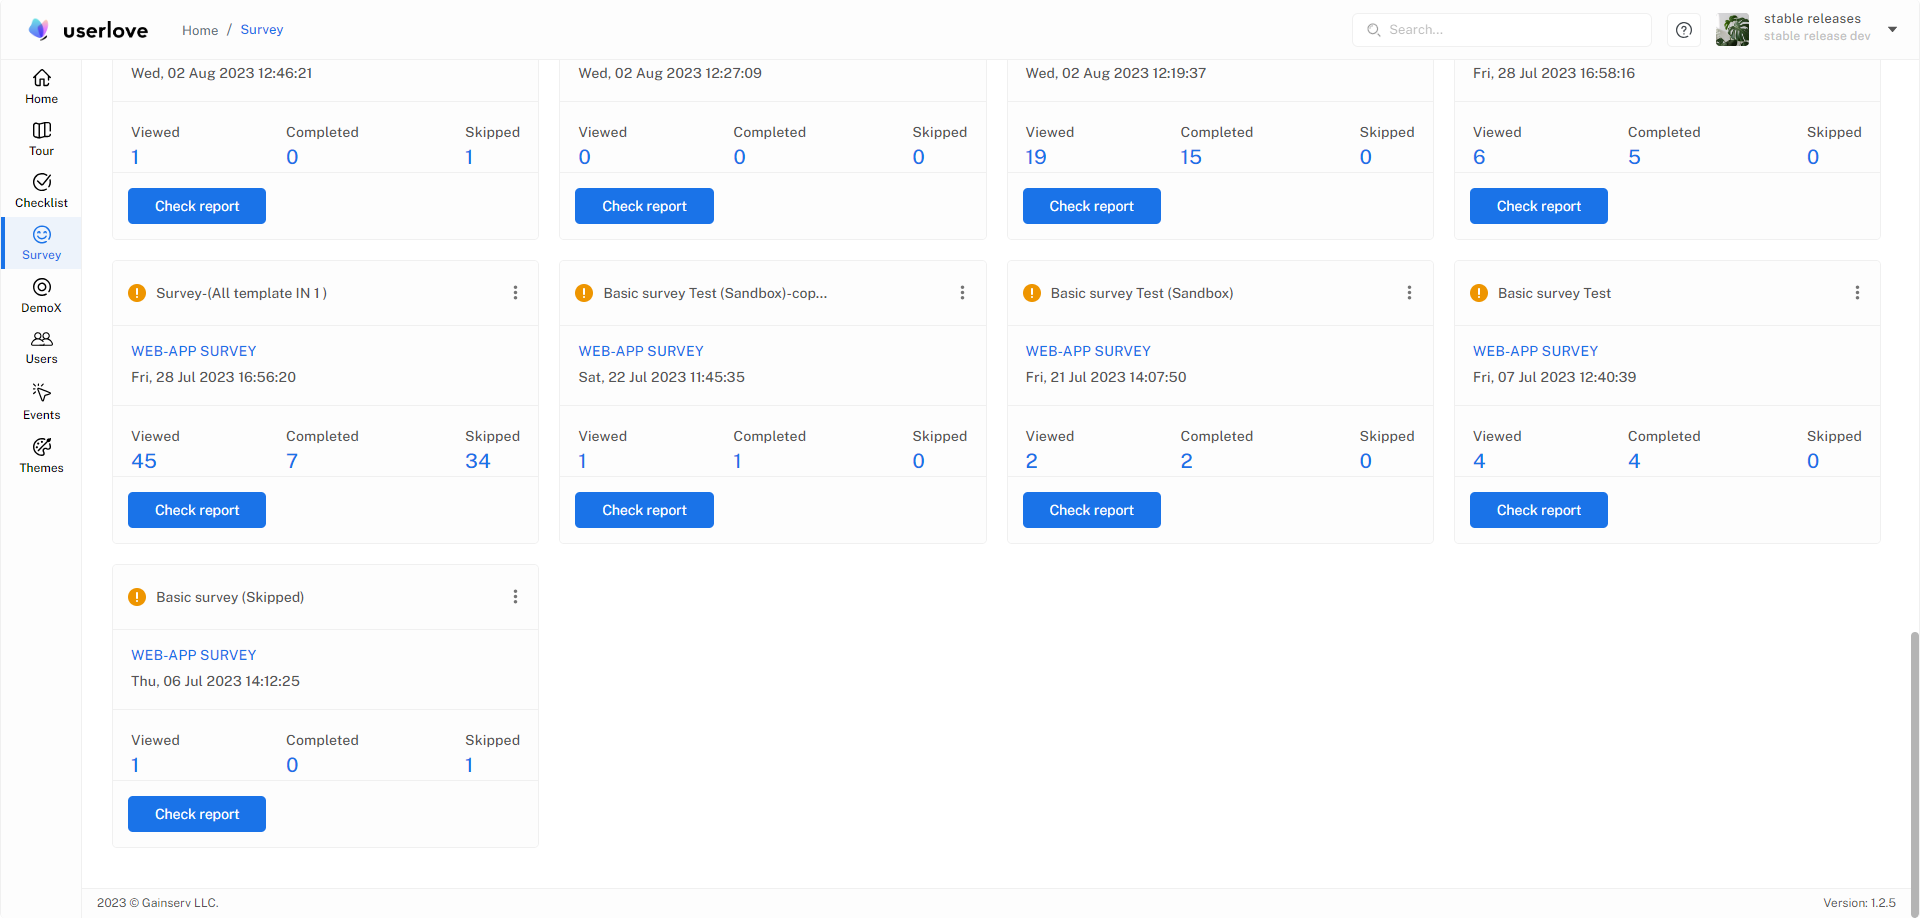 userlove
Home / Survey
Search...
stable releases
stable release dev
Home
Tour
Checklist
Survey
DemoX
Users
Events
Themes
Wed, 02 Aug 2023 12:46:21
Viewed Completed Skipped
1 0 1
Check report
Wed, 02 Aug 2023 12:27:09
Viewed Completed Skipped
0 0 0
Check report
Wed, 02 Aug 2023 12:19:37
Viewed Completed Skipped
19 15 0
Check report
Fri, 28 Jul 2023 16:58:16
Viewed Completed Skipped
6 5 0
Check report
Survey-(All template IN 1 )
WEB-APP SURVEY
Fri, 28 Jul 2023 16:56:20
Viewed Completed Skipped
45 7 34
Check report
Basic survey Test (Sandbox)-cop...
WEB-APP SURVEY
Sat, 22 Jul 2023 11:45:35
Viewed Completed Skipped
1 1 0
Check report
Basic survey Test (Sandbox)
WEB-APP SURVEY
Fri, 21 Jul 2023 14:07:50
Viewed Completed Skipped
2 2 0
Check report
Basic survey Test
WEB-APP SURVEY
Fri, 07 Jul 2023 12:40:39
Viewed Completed Skipped
4 4 0
Check report
Basic survey (Skipped)
WEB-APP SURVEY
Thu, 06 Jul 2023 14:12:25
Viewed Completed Skipped
1 0 1
Check report
2023 © Gainserv LLC.
Version: 1.2.5